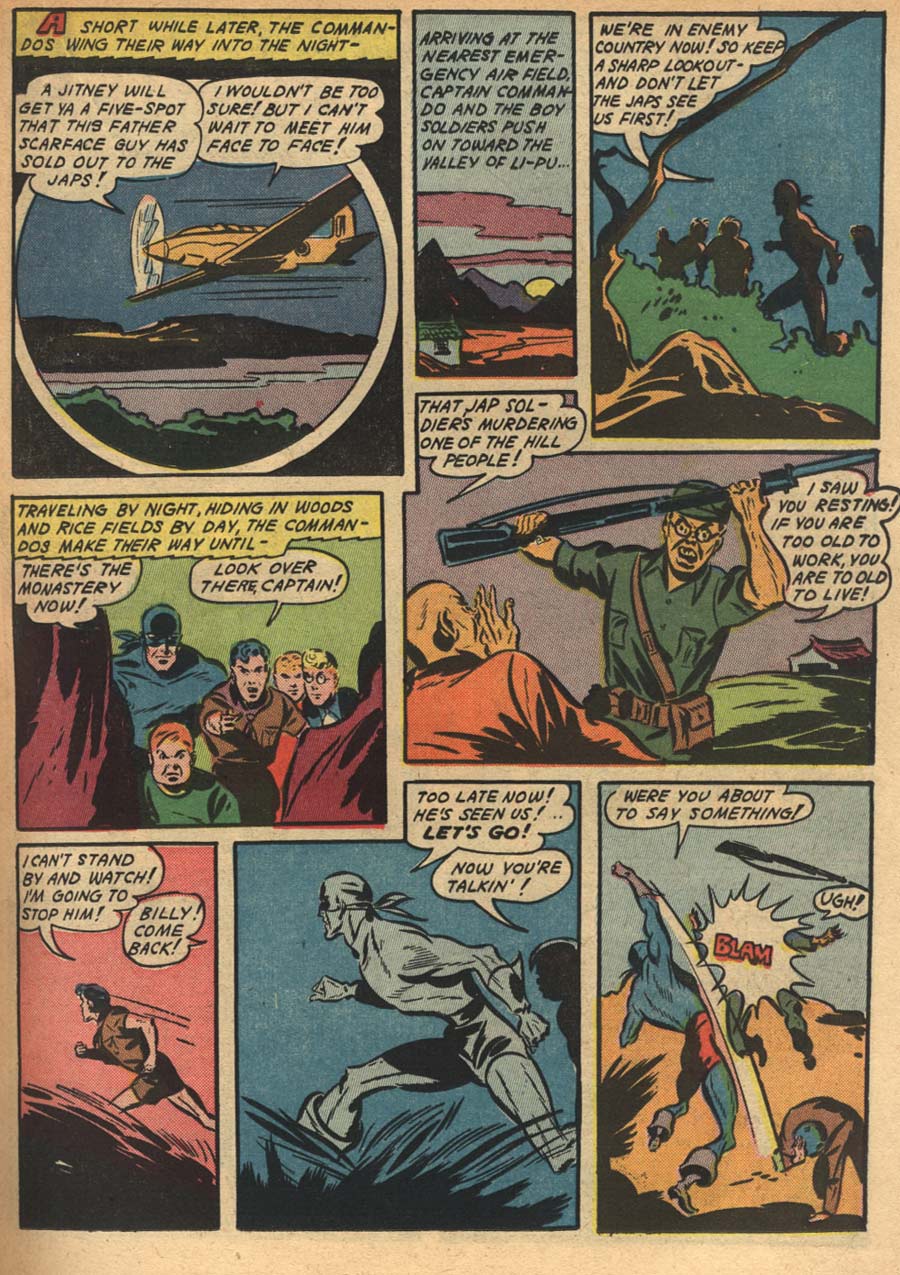 A SHORT WHILE LATER, THE COMMAN-
DOS WING THEIR WAY INTO THE NIGHT-
A JITNEY WILL
GET YA A FIVE-SPOT
THAT THIS FATHER
SCARFACE GUY HAS
SOLD OUT TO THE
JAPS!
I WOULDN'T BE TOO
SURE! BUT I CAN'T
WAIT TO MEET HIM
FACE TO FACE!
ARRIVING AT THE
NEAREST EMER-
GENCY AIR FIELD,
CAPTAIN COMMAN-
DO AND THE BOY
SOLDIERS PUSH
ON TOWARD THE
VALLEY OF LI-PU...
WE'RE IN ENEMY
COUNTRY NOW! SO KEEP
A SHARP LOOKOUT-
AND DON'T LET
THE JAPS SEE
US FIRST!
TRAVELING BY NIGHT, HIDING IN WOODS
AND RICE FIELDS BY DAY, THE COMMAN-
DOS MAKE THEIR WAY UNTIL-
THERE'S THE
MONASTERY
NOW!
LOOK OVER
THERE, CAPTAIN!
THAT JAP SOL-
DIER'S MURDERING
ONE OF THE HILL
PEOPLE!
I SAW
YOU RESTING!
IF YOU ARE
TOO OLD TO
WORK, YOU
ARE TO OLD
TO LIVE!
I CAN'T STAND
BY AND WATCH!
I'M GOING TO
STOP HIM!
BILLY!
COME
BACK!
TOO LATE NOW!
HE'S SEEN US! ..
LET'S GO!
NOW YOU'RE
TALKIN'!
WERE YOU ABOUT
TO SAY SOMETHING!
UGH!
BLAM